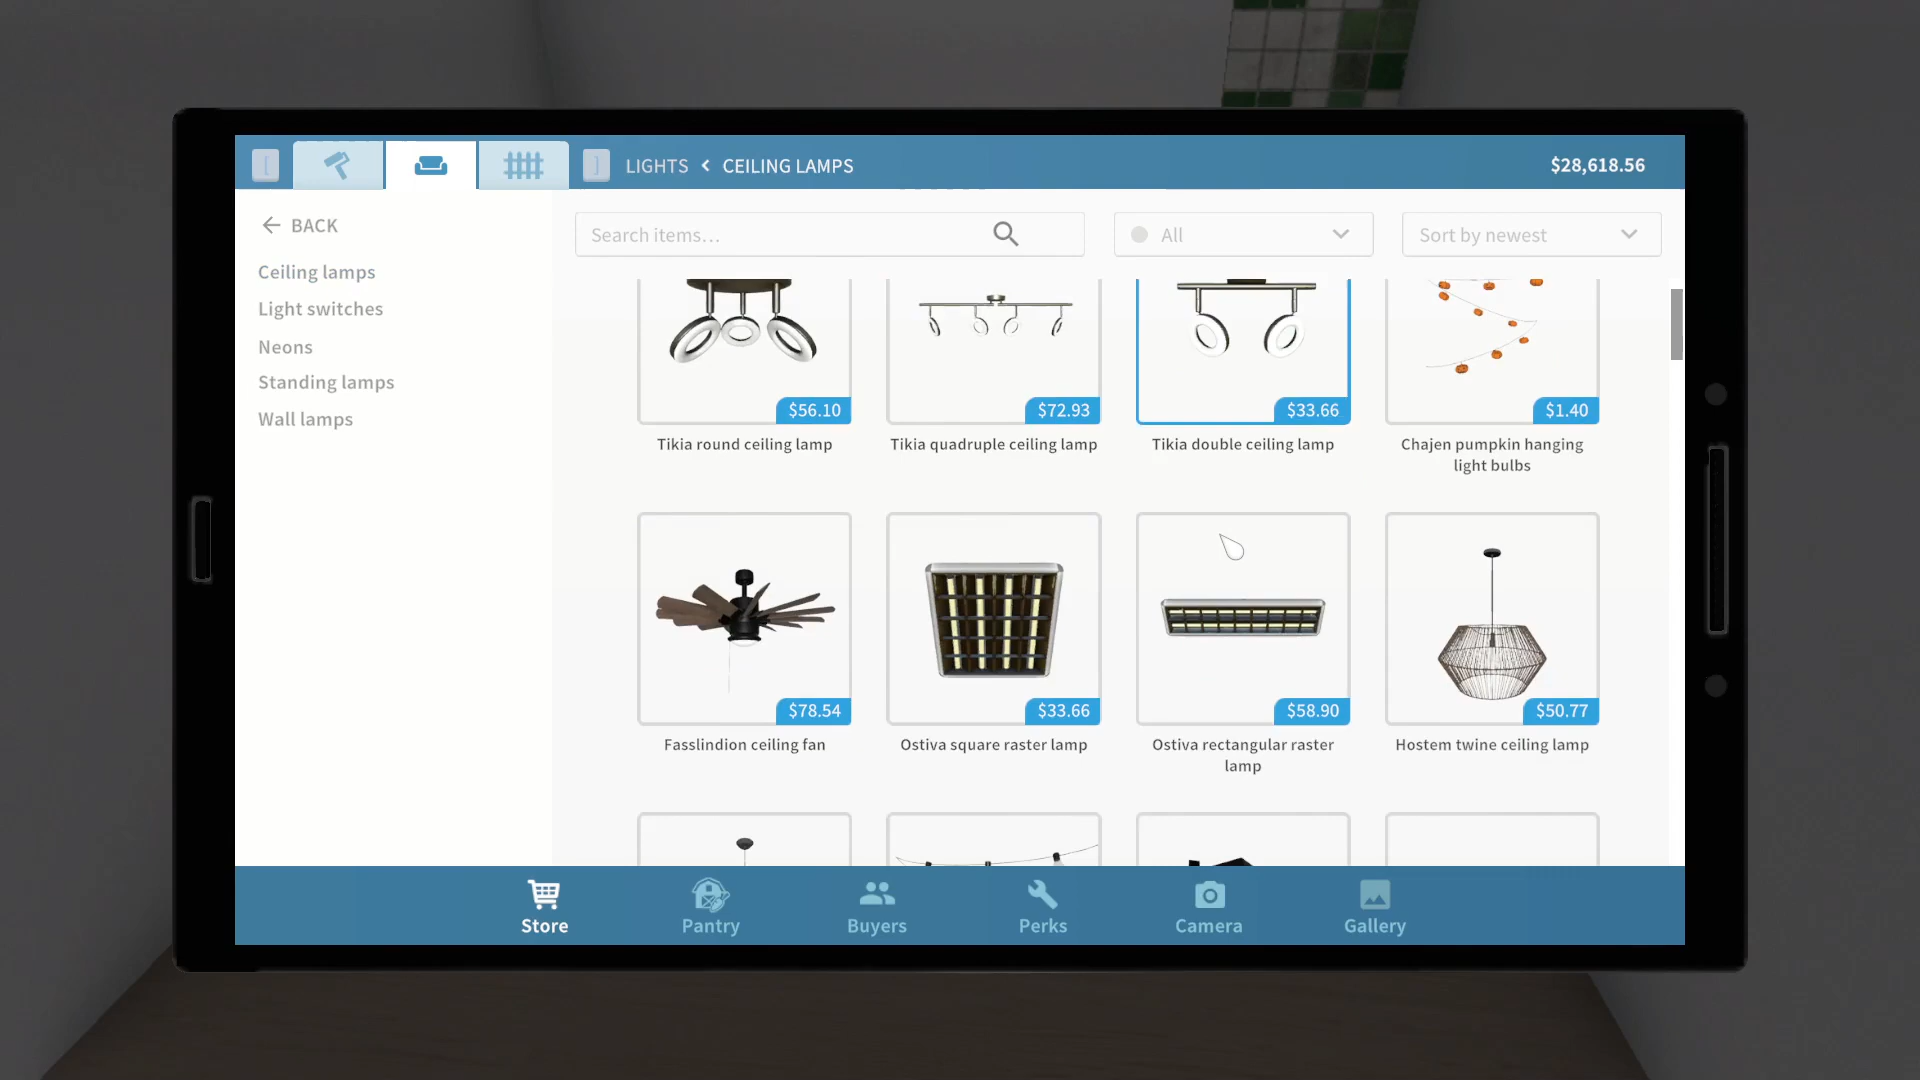 [
]
LIGHTS < CEILING LAMPS
$28,618.56
BACK
Ceiling lamps
Light switches
Neons
Standing lamps
Wall lamps
Search items...
All
Sort by newest
$56.10
$72.93
$33.66
$1.40
Tikia round ceiling lamp
Tikia quadruple ceiling lamp
Tikia double ceiling lamp
Chajen pumpkin hanging
light bulbs
$78.54
$33.66
$58.90
$50.77
Fasslindion ceiling fan
Ostiva square raster lamp
Ostiva rectangular raster
lamp
Hostem twine ceiling lamp
Store
Pantry
Buyers
Perks
Camera
Gallery